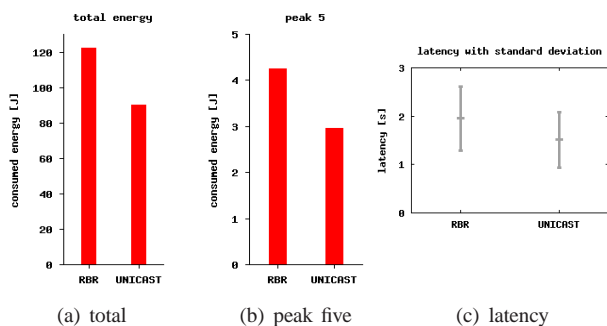 total energy
consumed energy [J]
120
100
80
60
40
20
0
RBR UNICAST
(a) total
peak 5
consumed energy [J]
5
4
3
2
1
0
RBR UNICAST
(b) peak five
latency with standard deviation
latency [s]
3
2
1
0
RBR UNICAST
(c) latency